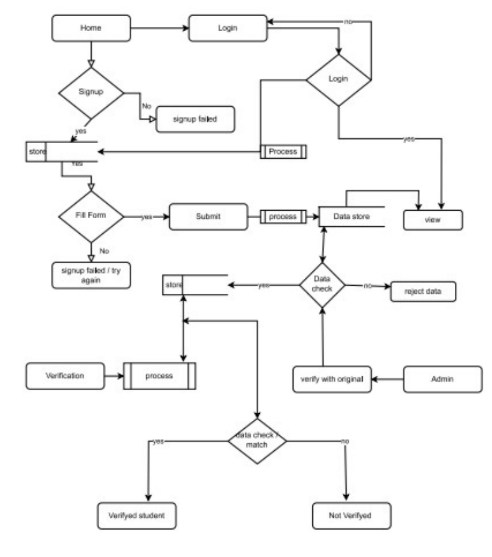 Home
Login
no
Login
Signup
No
signup failed
yes
store
Yes
Process
yes
Fill Form
yes
Submit
process
Data store
view
No
signup failed / try
again
store
yes
Data
check
no
reject data
Verification
process
verify with original
Admin
data check /
match
yes
no
Verifyed student
Not Verifyed